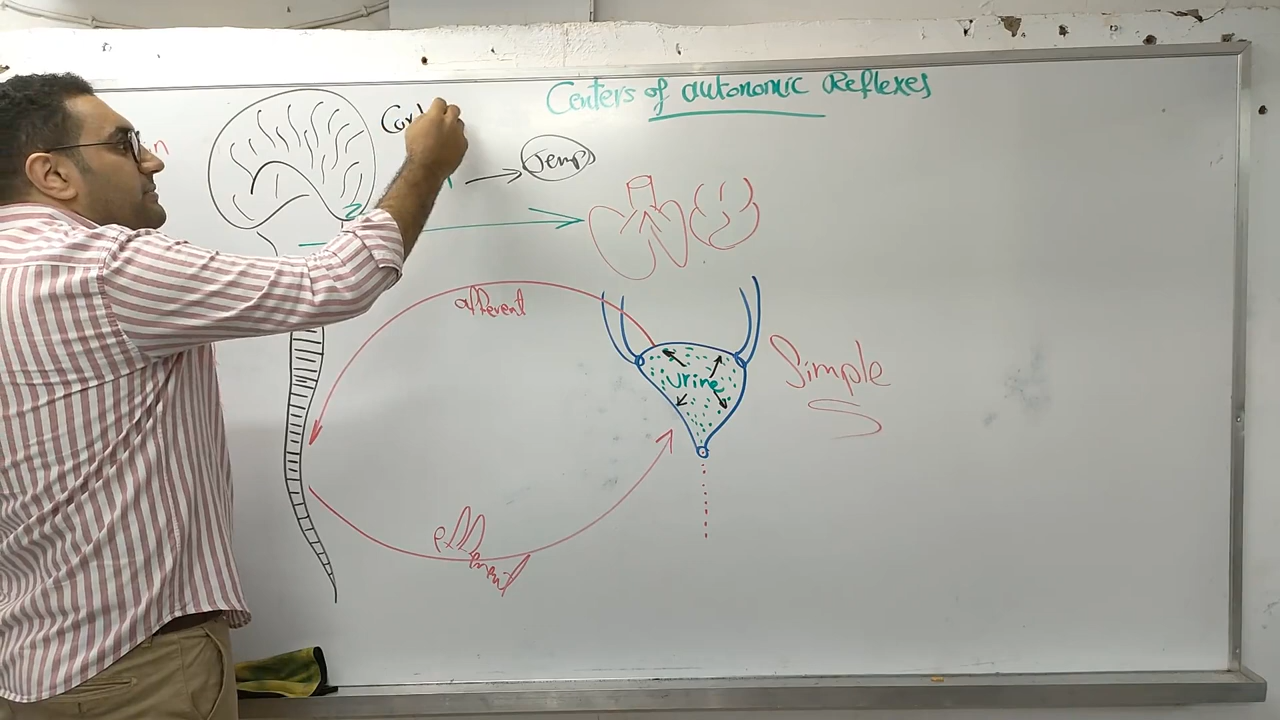 Centers of autonomic Reflexes
Temp
afferent
urine
Simple
efferent